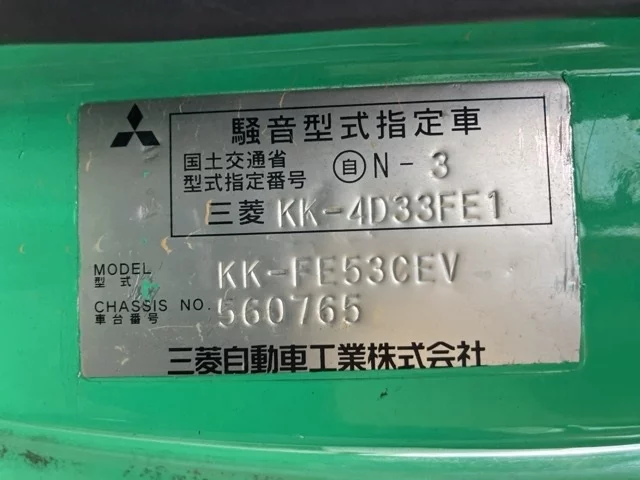 騒音型式指定車
国土交通省
型式指定番号 自 N-3
三菱 KK-4D33FE1
MODEL
型式 KK-FE53CEV
CHASSIS NO.
車台番号 560765
三菱自動車工業株式会社